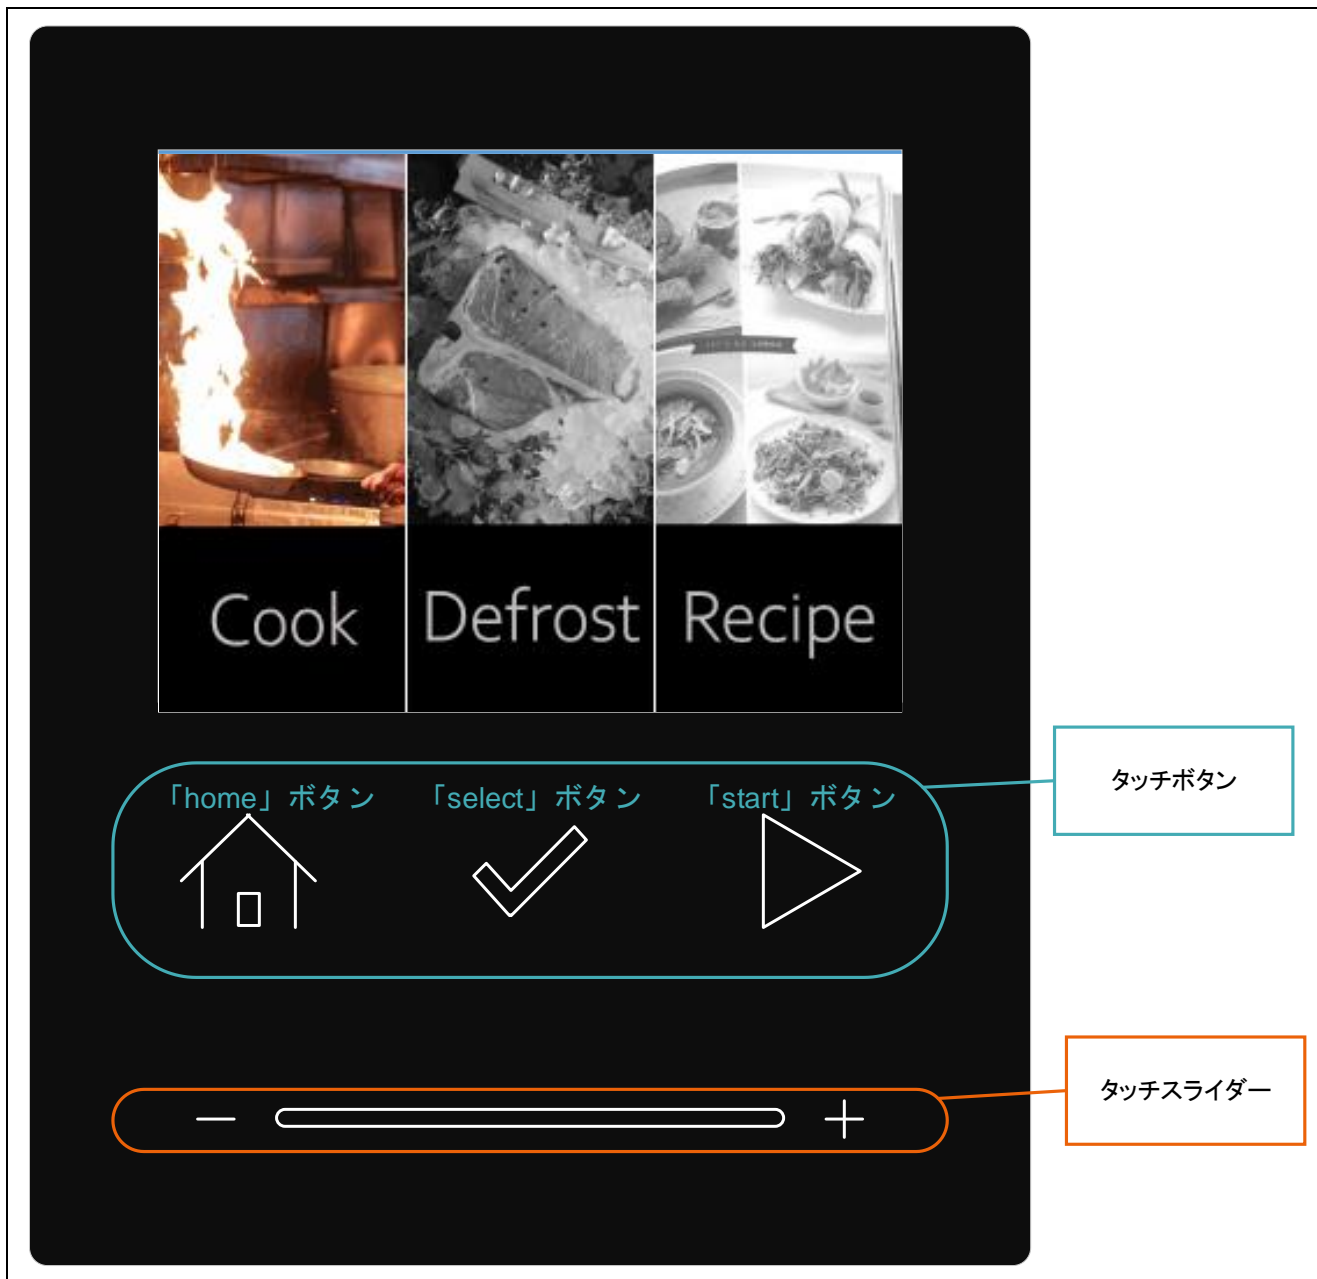 Cook
Defrost
Recipe
「home」ボタン
「select」ボタン
「start」ボタン
タッチボタン
タッチスライダー